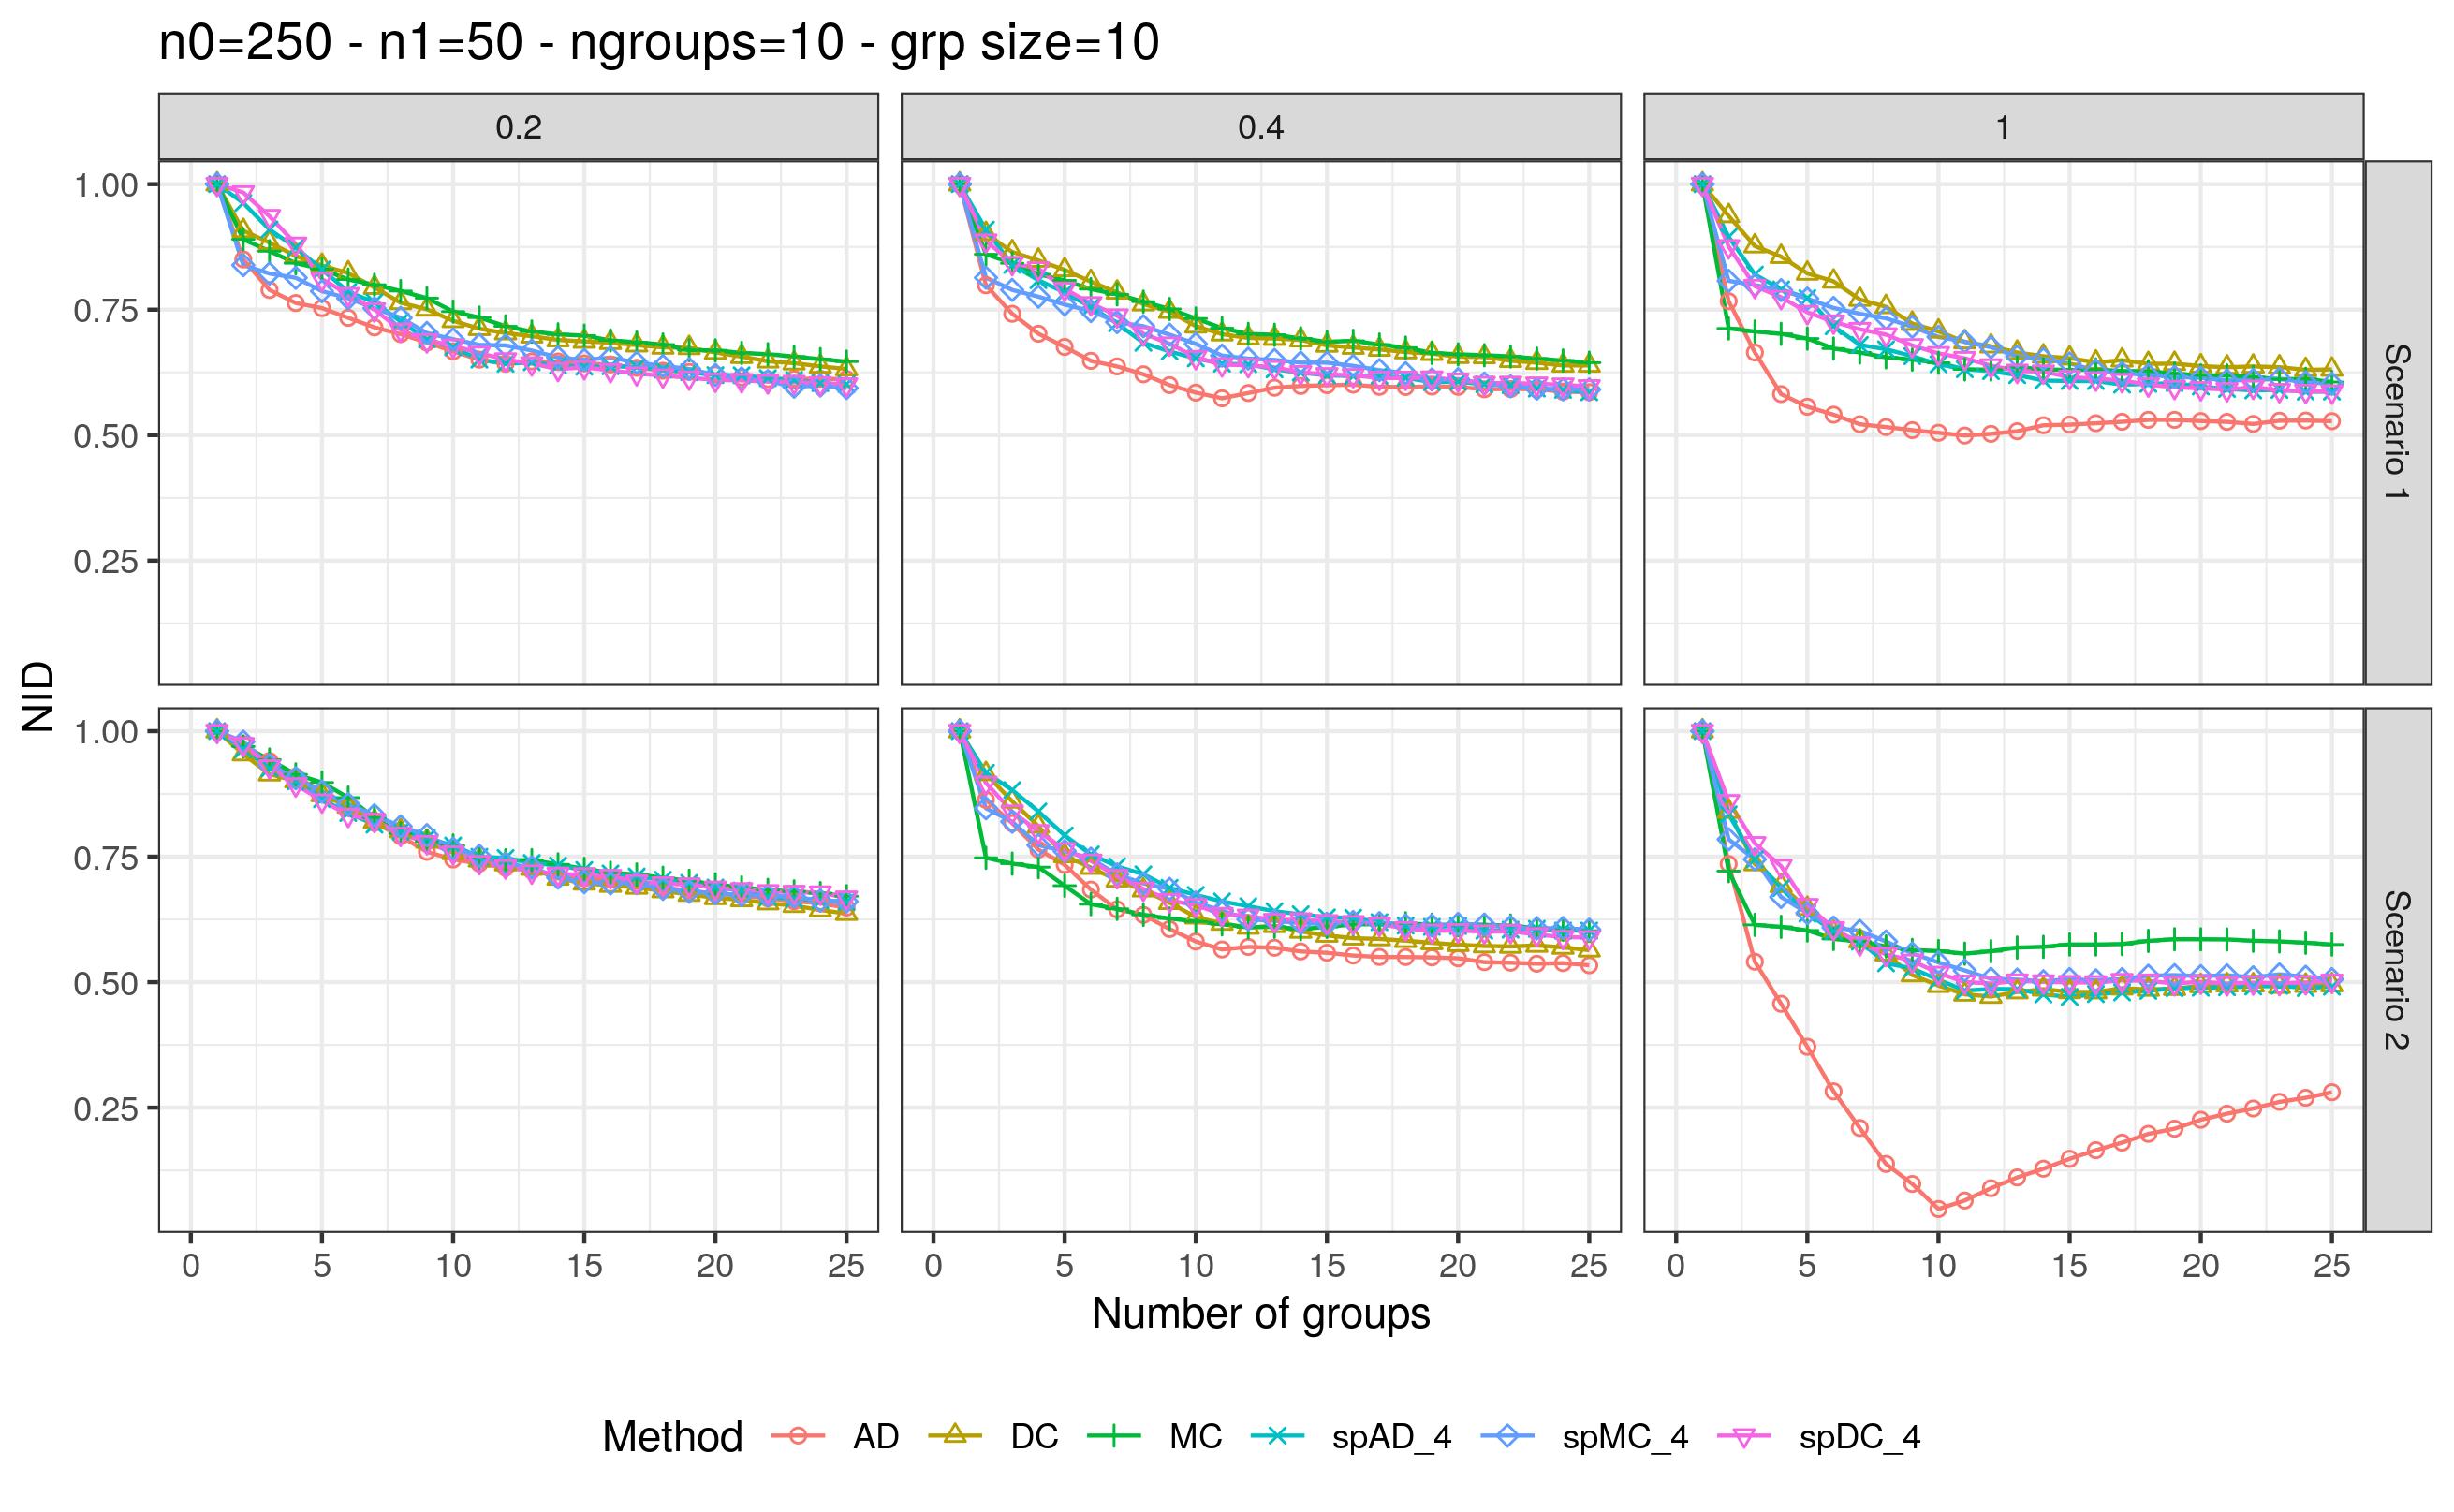 n0=250 - n1=50 - ngroups=10 - grp size=10
0.2 0.4 1
1.00
0.75
0.50
0.25
Scenario 1
NID
1.00
0.75
0.50
0.25
Scenario 2
0 5 10 15 20 25 0 5 10 15 20 25 0 5 10 15 20 25
Number of groups
Method AD DC MC spAD_4 spMC_4 spDC_4